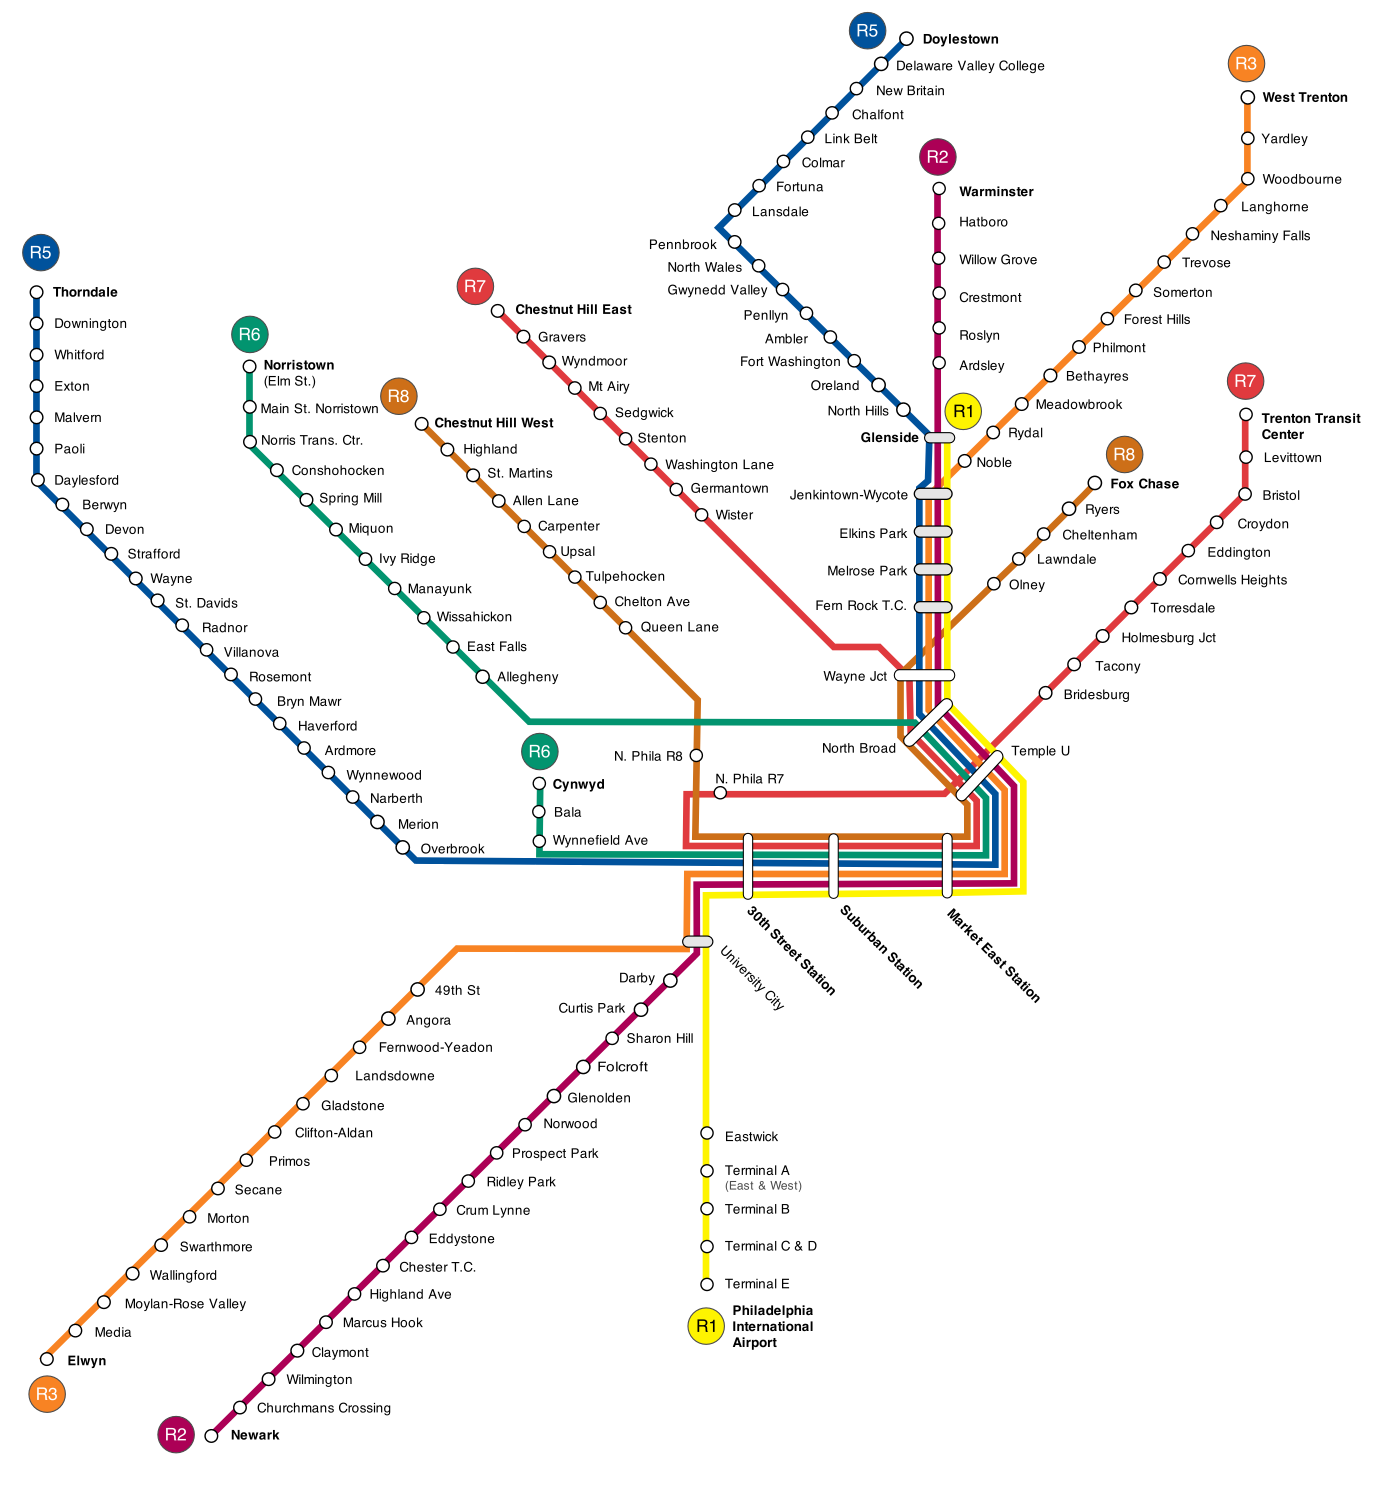 R5
Doylestown
Delaware Valley College
New Britain
Chalfont
Link Belt
Colmar
Fortuna
Lansdale
Pennbrook
North Wales
Gwynedd Valley
Penllyn
Ambler
Fort Washington
Oreland
North Hills
R2
Warminster
Hatboro
Willow Grove
Crestmont
Roslyn
Ardsley
R1
Glenside
Jenkintown-Wycote
Elkins Park
Melrose Park
Fern Rock T.C.
Wayne Jct
North Broad
Temple U
R3
West Trenton
Yardley
Woodbourne
Langhorne
Neshaminy Falls
Trevose
Somerton
Forest Hills
Philmont
Bethayres
Meadowbrook
Rydal
Noble
R7
Trenton Transit
Center
Levittown
Bristol
Croydon
Eddington
Cornwells Heights
Torresdale
Holmesburg Jct
Tacony
Bridesburg
R8
Fox Chase
Ryers
Cheltenham
Lawndale
Olney
R5
Thorndale
Downington
Whitford
Exton
Malvern
Paoli
Daylesford
Berwyn
Devon
Strafford
Wayne
St. Davids
Radnor
Villanova
Rosemont
Bryn Mawr
Haverford
Ardmore
Wynnewood
Narberth
Merion
Overbrook
R6
Norristown
(Elm St.)
Main St. Norristown
Norris Trans. Ctr.
Conshohocken
Spring Mill
Miquon
Ivy Ridge
Manayunk
Wissahickon
East Falls
Allegheny
R8
Chestnut Hill West
Highland
St. Martins
Allen Lane
Carpenter
Upsal
Tulpehocken
Chelton Ave
Queen Lane
N. Phila R8
R7
Chestnut Hill East
Gravers
Wyndmoor
Mt Airy
Sedgwick
Stenton
Washington Lane
Germantown
Wister
N. Phila R7
R6
Cynwyd
Bala
Wynnefield Ave
30th Street Station
Suburban Station
Market East Station
University City
49th St
Angora
Fernwood-Yeadon
Landsdowne
Gladstone
Clifton-Aldan
Primos
Secane
Morton
Swarthmore
Wallingford
Moylan-Rose Valley
Media
Elwyn
R3
Darby
Curtis Park
Sharon Hill
Folcroft
Glenolden
Norwood
Prospect Park
Ridley Park
Crum Lynne
Eddystone
Chester T.C.
Highland Ave
Marcus Hook
Claymont
Wilmington
Churchmans Crossing
Newark
R2
Eastwick
Terminal A
(East & West)
Terminal B
Terminal C & D
Terminal E
R1
Philadelphia
International
Airport